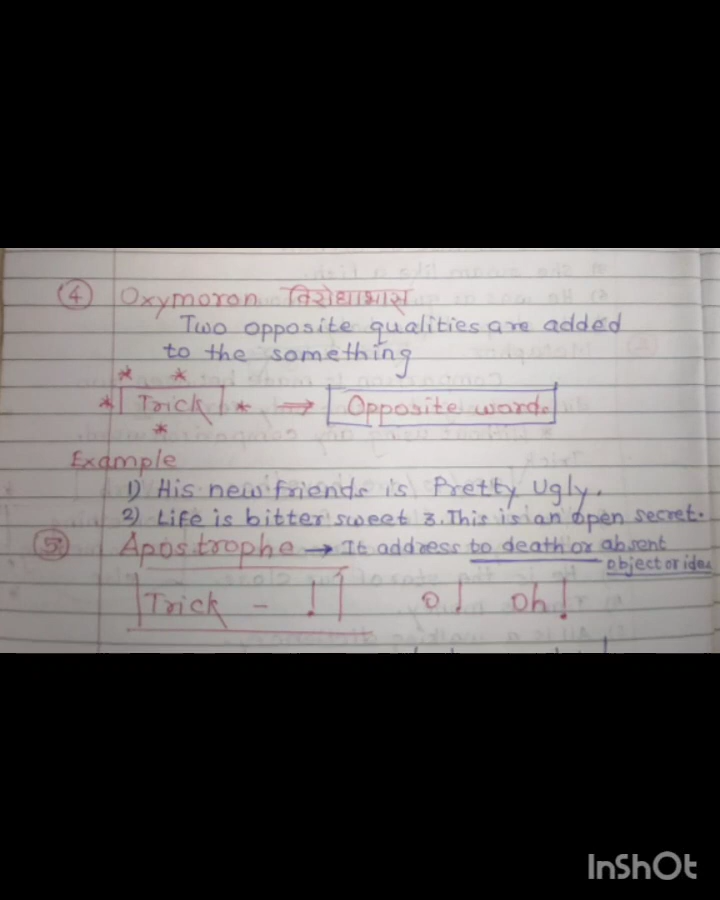 ④ Oxymoron विरोधाभास
Two opposite qualities are added
to the something
* Trick * ⇒ Opposite word.
Example
1) His new friends is Pretty Ugly.
2) Life is bitter sweet 3. This is an open secret.
⑤ Apostrophe → It address to death or absent
object or idea
Trick - ! O! Oh!
InShOt